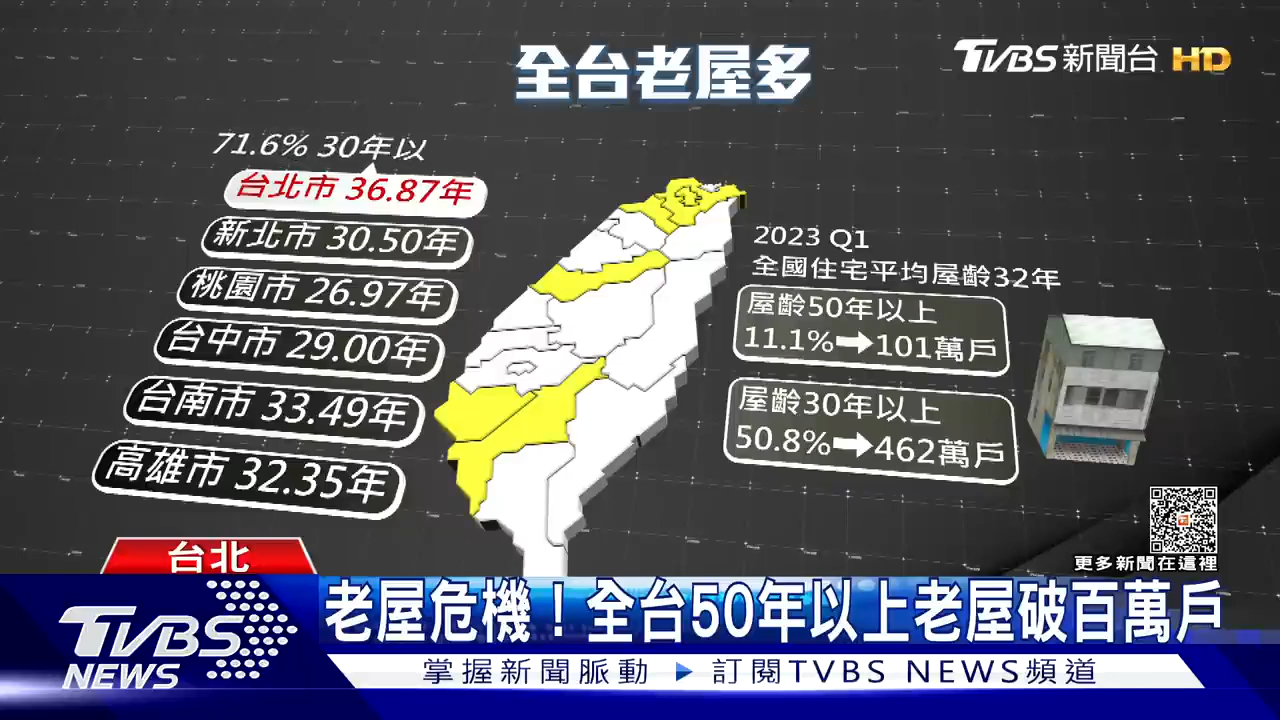 全台老屋多
TVBS新聞台 HD
71.6% 30年以
台北市 36.87年
新北市 30.50年
桃園市 26.97年
台中市 29.00年
台南市 33.49年
高雄市 32.35年
2023 Q1
全國住宅平均屋齡32年
屋齡50年以上
11.1%➡101萬戶
屋齡30年以上
50.8%➡462萬戶
更多新聞在這裡
台北
TVBS
NEWS
老屋危機！全台50年以上老屋破百萬戶
掌握新聞脈動 ▶ 訂閱TVBS NEWS頻道